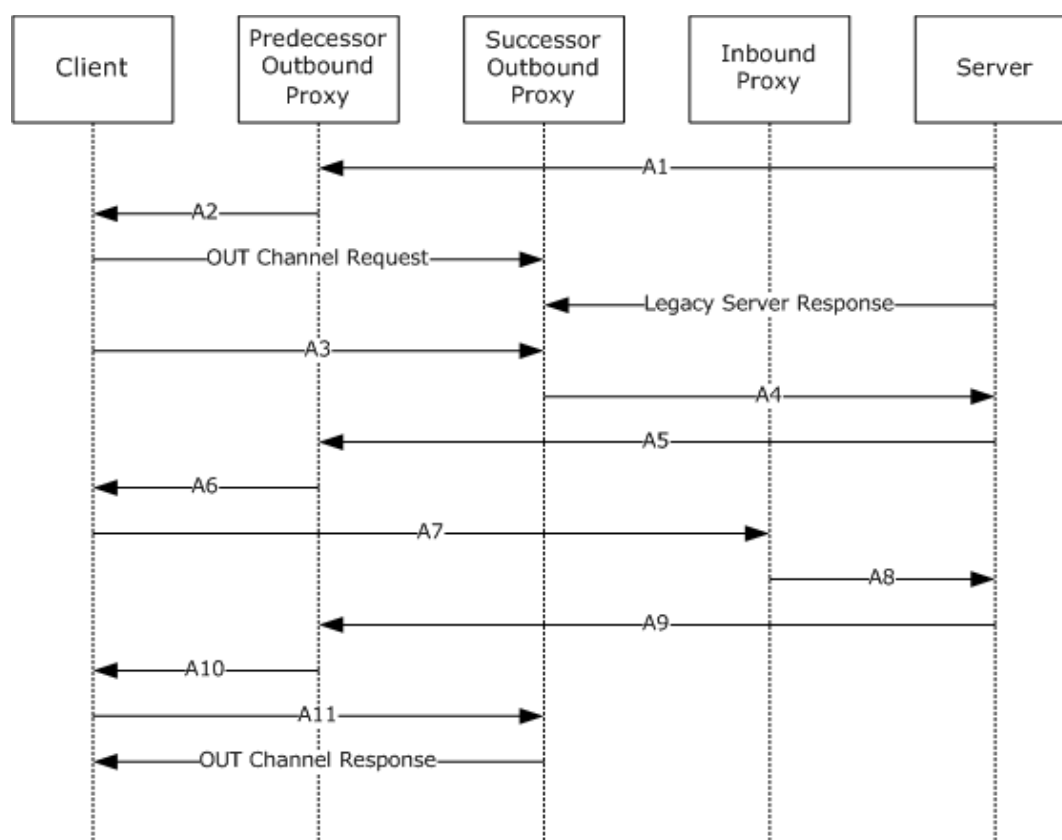 Client
Predecessor
Outbound
Proxy
Successor
Outbound
Proxy
Inbound
Proxy
Server
A1
A2
OUT Channel Request
Legacy Server Response
A3
A4
A5
A6
A7
A8
A9
A10
A11
OUT Channel Response